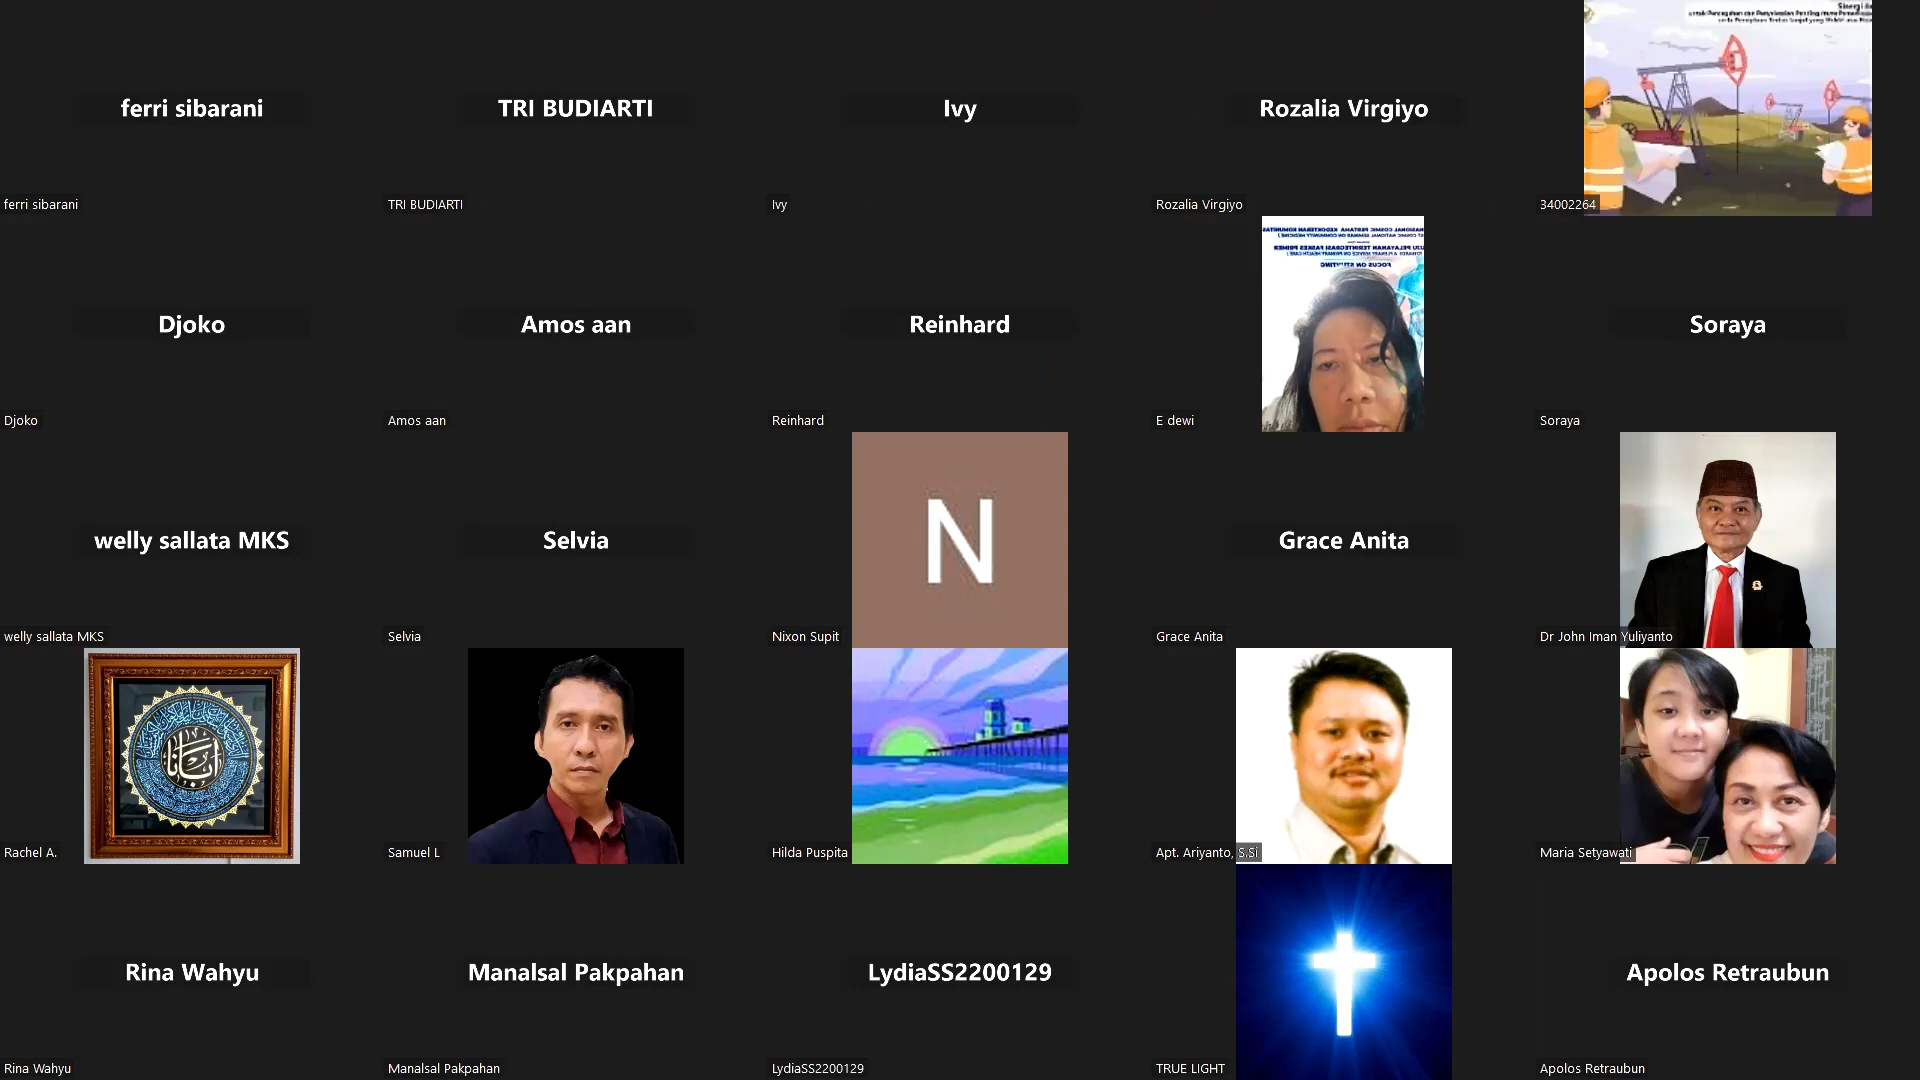 ferri sibarani
ferri sibarani
TRI BUDIARTI
TRI BUDIARTI
Ivy
Ivy
Rozalia Virgiyo
Rozalia Virgiyo
34002264
Djoko
Djoko
Amos aan
Amos aan
Reinhard
Reinhard
FOCUS ON STUNTING
E dewi
Soraya
Soraya
welly sallata MKS
welly sallata MKS
Selvia
Selvia
N
Nixon Supit
Grace Anita
Grace Anita
Dr John Iman Yuliyanto
Rachel A.
Samuel L
Hilda Puspita
Apt. Ariyanto, S.Si
Maria Setyawati
Rina Wahyu
Rina Wahyu
Manalsal Pakpahan
Manalsal Pakpahan
LydiaSS2200129
LydiaSS2200129
TRUE LIGHT
Apolos Retraubun
Apolos Retraubun